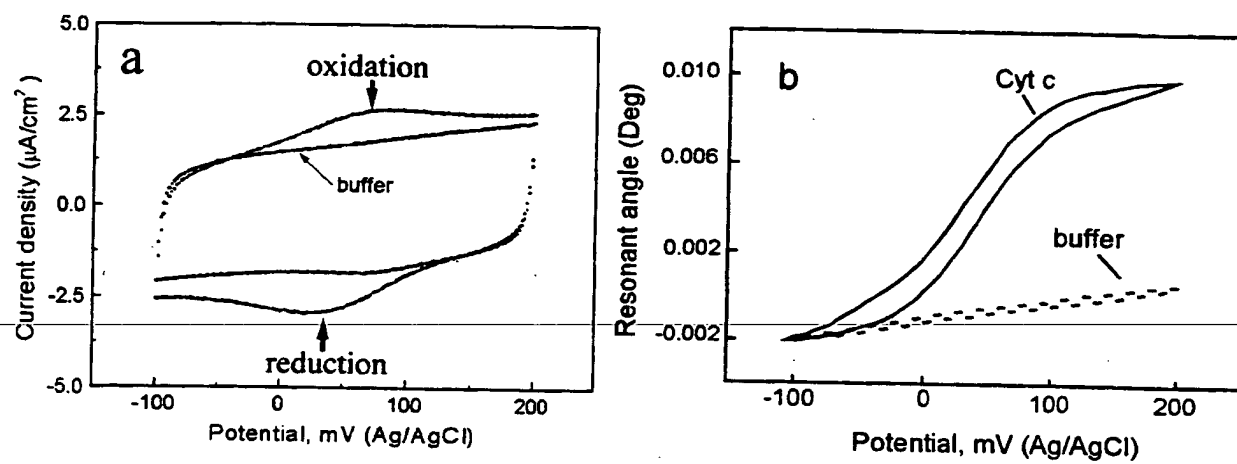 a
oxidation
buffer
reduction
5.0
2.5
0.0
-2.5
-5.0
Current density (μA/cm²)
-100
0
100
200
Potential, mV (Ag/AgCl)
b
Cyt c
buffer
0.010
0.006
0.002
-0.002
Resonant angle (Deg)
-100
0
100
200
Potential, mV (Ag/AgCl)